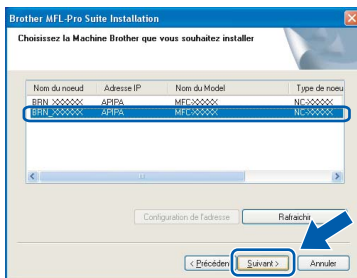 Brother MFL-Pro Suite Installation
Choisissez la Machine Brother que vous souhaitez installer
Nom du noeud Adresse IP Nom du Model Type de noeu
BRN_XXXXXX APIPA MFC-XXXXX NC-XXXXX
BRN_XXXXXX APIPA MFC-XXXXX NC-XXXXX
Configuration de l'adresse Rafraichir
< Précéden Suivant > Annuler